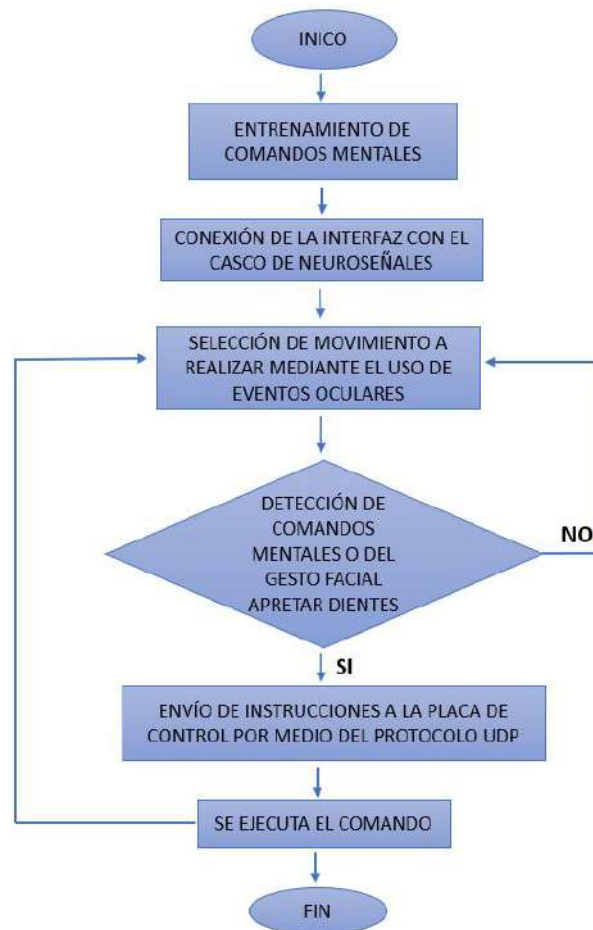 INICO
ENTRENAMIENTO DE
COMANDOS MENTALES
CONEXIÓN DE LA INTERFAZ CON EL
CASCO DE NEUROSEÑALES
SELECCIÓN DE MOVIMIENTO A
REALIZAR MEDIANTE EL USO DE
EVENTOS OCULARES
DETECCIÓN DE
COMANDOS
MENTALES O DEL
GESTO FACIAL
APRETAR DIENTES
NO
SI
ENVÍO DE INSTRUCCIONES A LA PLACA DE
CONTROL POR MEDIO DEL PROTOCOLO UDP
SE EJECUTA EL COMANDO
FIN